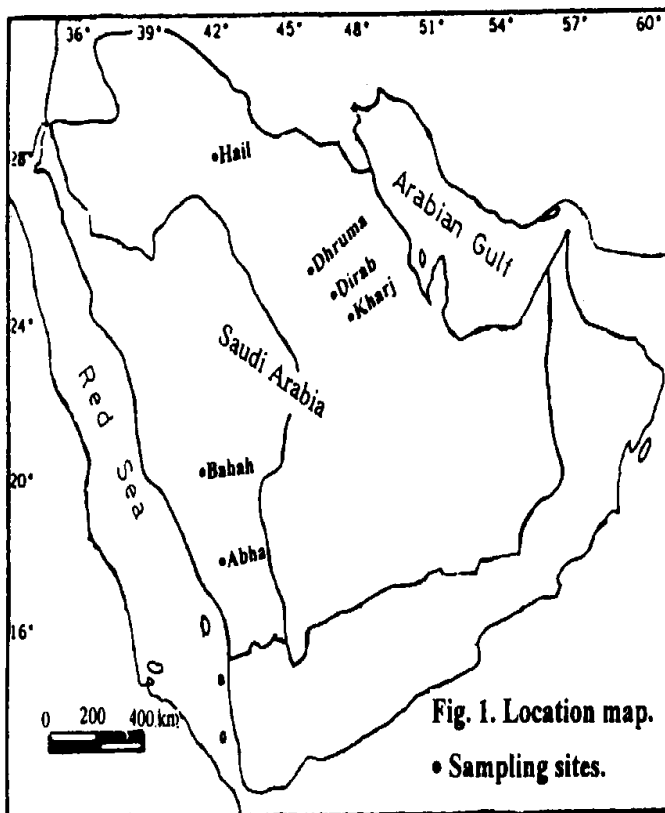 36° 39° 42° 45° 48° 51° 54° 57° 60°
28°
Hail
Arabian Gulf
Dhruma
Dirab
Kharj
24°
Saudi Arabia
Red Sea
20°
Bahah
Abha
16°
0 200 400 km
Fig. 1. Location map.
• Sampling sites.